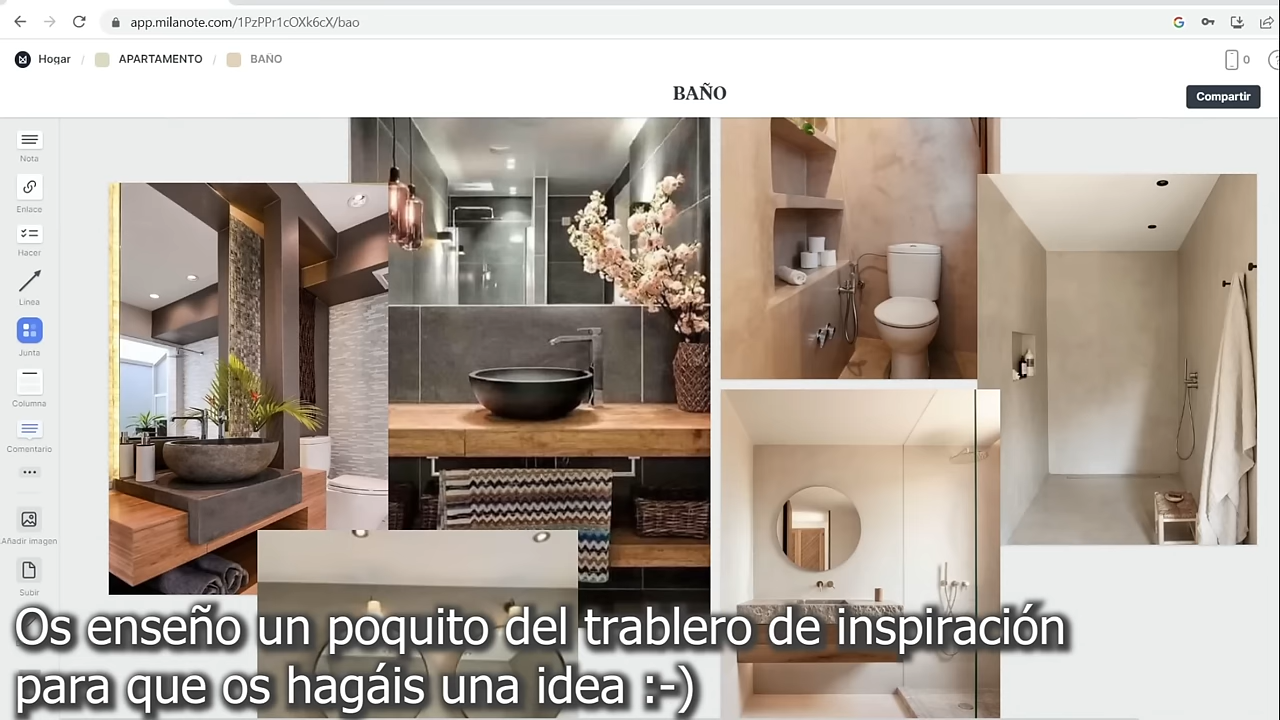 app.milanote.com/1PzPPr1cOXk6cX/bao
Hogar / APARTAMENTO / BAÑO
0
BAÑO
Compartir
Nota
Enlace
Hacer
Línea
Junta
Columna
Comentario
Añadir imagen
Subir
Os enseño un poquito del trablero de inspiración
para que os hagáis una idea :-)